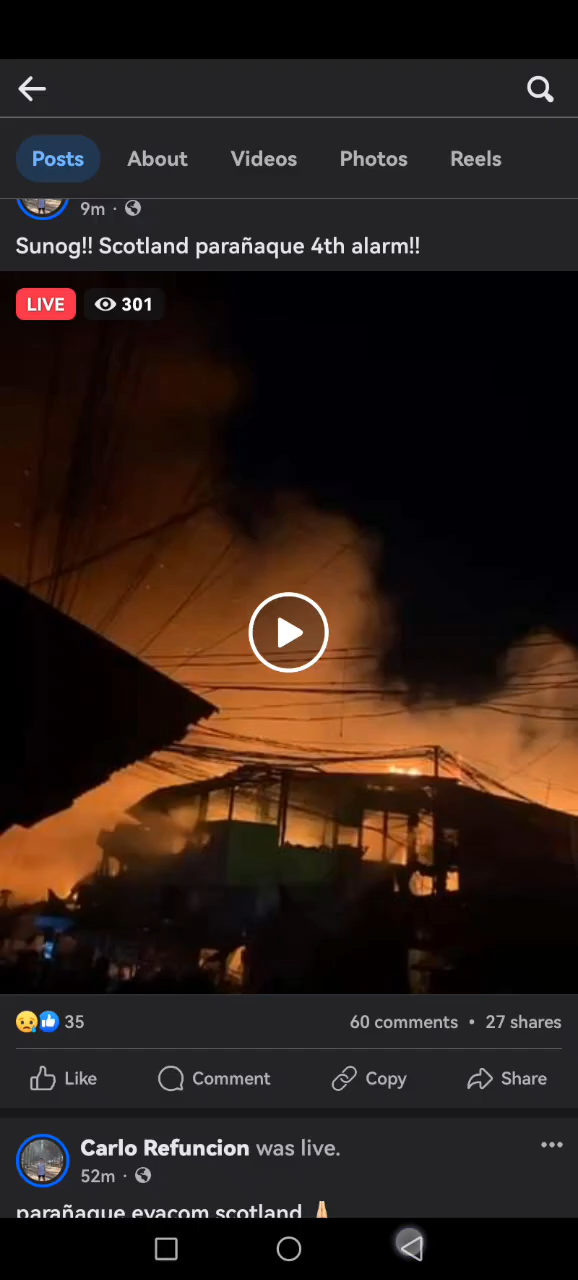 Posts About Videos Photos Reels
9m ·
Sunog!! Scotland parañaque 4th alarm!!
LIVE 301
35 60 comments • 27 shares
Like Comment Copy Share
Carlo Refuncion was live.
52m ·
parañaque evacom scotland 🙏🏻